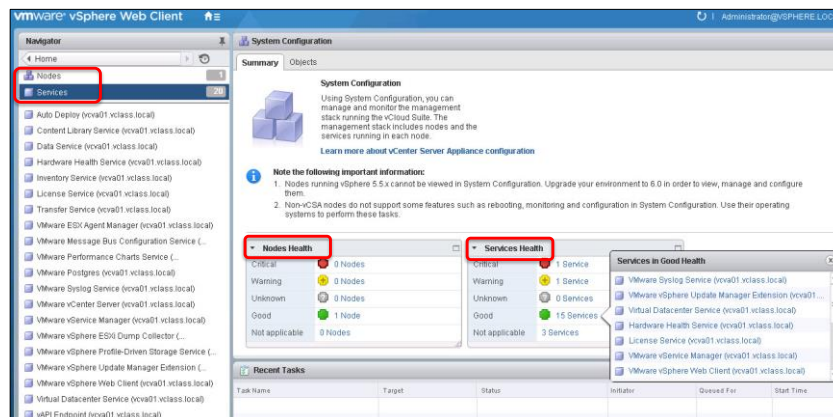 vmware® vSphere Web Client
Administrator@VSPHERE.LOC
Navigator
Home
Nodes 1
Services 20
Auto Deploy (vcva01.vclass.local)
Content Library Service (vcva01.vclass.local)
Data Service (vcva01.vclass.local)
Hardware Health Service (vcva01.vclass.local)
Inventory Service (vcva01.vclass.local)
License Service (vcva01.vclass.local)
Transfer Service (vcva01.vclass.local)
VMware ESX Agent Manager (vcva01.vclass.local)
VMware Message Bus Configuration Service (...
VMware Performance Charts Service (...
VMware Postgres (vcva01.vclass.local)
VMware Syslog Service (vcva01.vclass.local)
VMware vCenter Server (vcva01.vclass.local)
VMware vService Manager (vcva01.vclass.local)
VMware vSphere ESXi Dump Collector (...
VMware vSphere Profile-Driven Storage Service (...
VMware vSphere Update Manager Extension (...
VMware vSphere Web Client (vcva01.vclass.local)
Virtual Datacenter Service (vcva01.vclass.local)
vAPI Endpoint (vcva01.vclass.local)
System Configuration
Summary Objects
System Configuration
Using System Configuration, you can
manage and monitor the management
stack running the vCloud Suite. The
management stack includes nodes and the
services running in each node.
Learn more about vCenter Server Appliance configuration
Note the following important information:
1. Nodes running vSphere 5.5.x cannot be viewed in System Configuration. Upgrade your environment to 6.0 in order to view, manage and configure
them.
2. Non-vCSA nodes do not support some features such as rebooting, monitoring and configuration in System Configuration. Use their operating
systems to perform these tasks.
Nodes Health
Critical 0 Nodes
Warning 0 Nodes
Unknown 0 Nodes
Good 1 Node
Not applicable 0 Nodes
Services Health
Critical 1 Service
Warning 1 Service
Unknown 0 Services
Good 15 Services
Not applicable 3 Services
Services in Good Health
VMware Syslog Service (vcva01.vclass.local)
VMware vSphere Update Manager Extension (vcva01....
Virtual Datacenter Service (vcva01.vclass.local)
Hardware Health Service (vcva01.vclass.local)
License Service (vcva01.vclass.local)
VMware vService Manager (vcva01.vclass.local)
VMware vSphere Web Client (vcva01.vclass.local)
Recent Tasks
Task Name Target Status Initiator Queued For Start Time